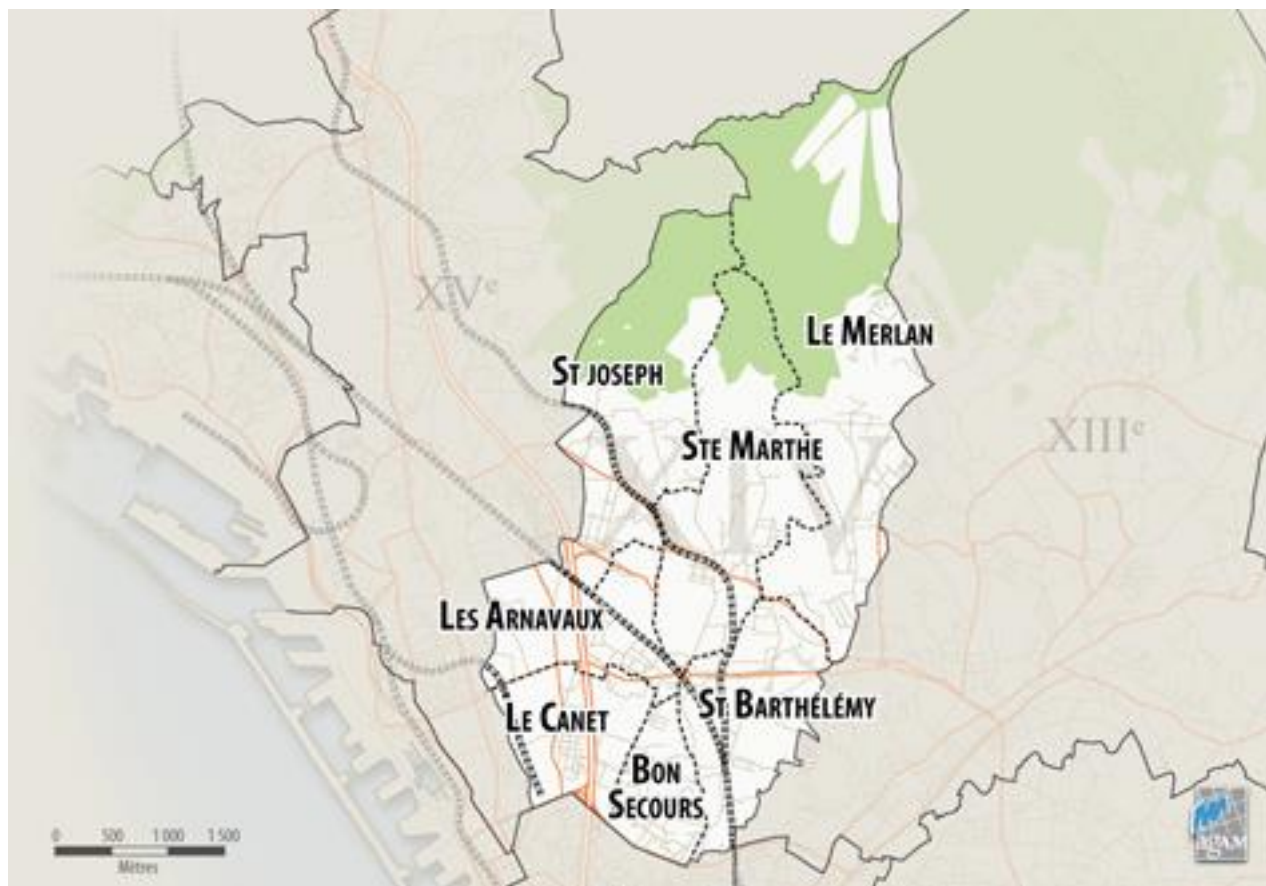 XVe
LE MERLAN
ST JOSEPH
STE MARTHE
XIIIe
XIV
LES ARNAVAUX
LE CANET
ST BARTHÉLÉMY
BON
SECOURS
0 500 1 000 1 500
Mètres
agAM